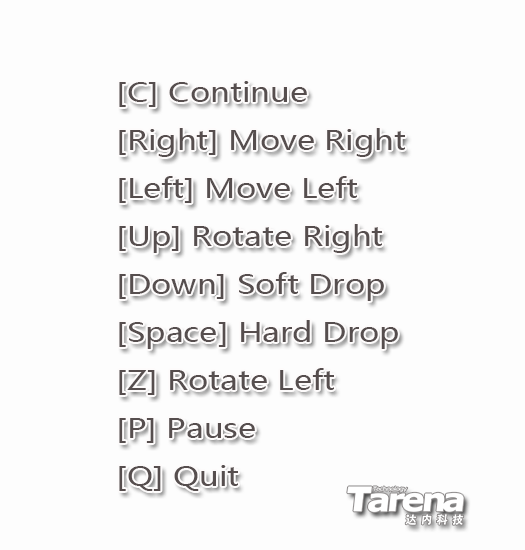 [C] Continue
[Right] Move Right
[Left] Move Left
[Up] Rotate Right
[Down] Soft Drop
[Space] Hard Drop
[Z] Rotate Left
[P] Pause
[Q] Quit
Technology
Tarena
达内科技